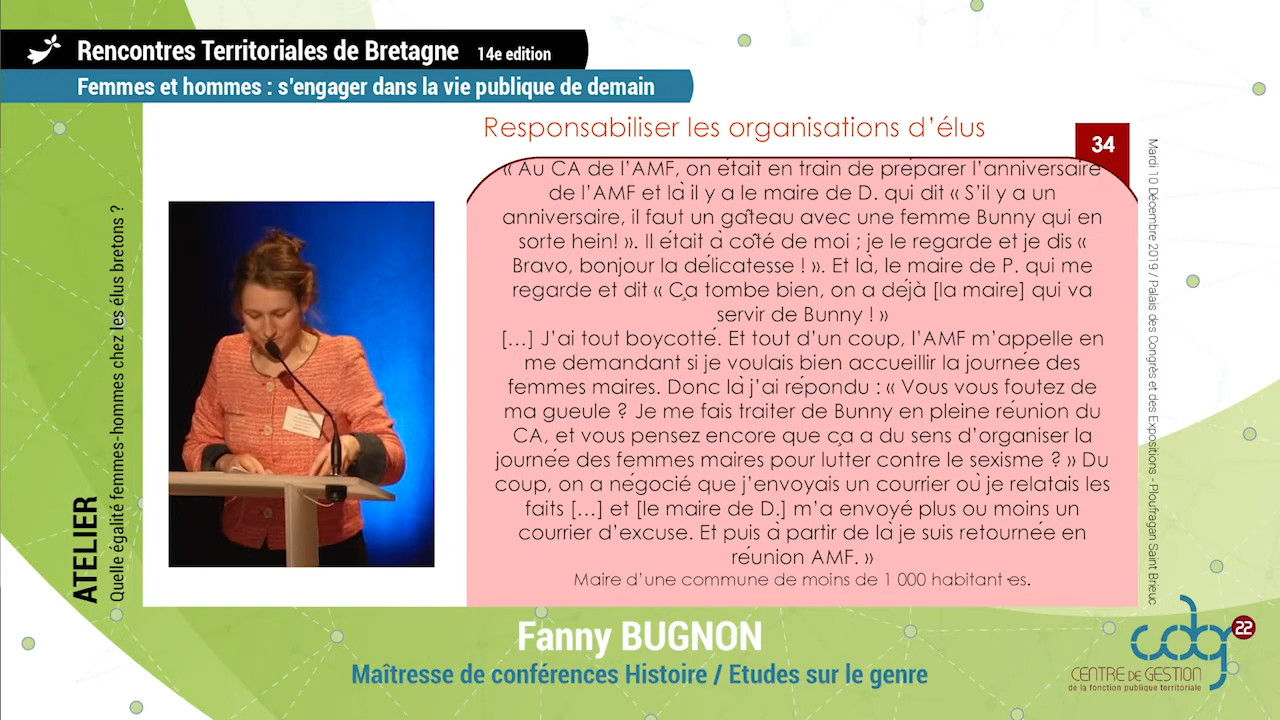 Rencontres Territoriales de Bretagne 14e edition
Femmes et hommes : s'engager dans la vie publique de demain
Responsabiliser les organisations d'élus
34
« Au CA de l'AMF, on était en train de préparer l'anniversaire
de l'AMF et là il y a le maire de D. qui dit « S'il y a un
anniversaire, il faut un gâteau avec une femme Bunny qui en
sorte hein! ». Il était à côté de moi ; je le regarde et je dis «
Bravo, bonjour la délicatesse ! ». Et là, le maire de P. qui me
regarde et dit « Ça tombe bien, on a déjà [la maire] qui va
servir de Bunny ! »
[...] J'ai tout boycotté. Et tout d'un coup, l'AMF m'appelle en
me demandant si je voulais bien accueillir la journée des
femmes maires. Donc là j'ai répondu : « Vous vous foutez de
ma gueule ? Je me fais traiter de Bunny en pleine réunion du
CA, et vous pensez encore que ça a du sens d'organiser la
journée des femmes maires pour lutter contre le sexisme ? » Du
coup, on a négocié que j'envoyais un courrier où je relatais les
faits [...] et [le maire de D.] m'a envoyé plus ou moins un
courrier d'excuse. Et puis à partir de là je suis retournée en
réunion AMF. »
Maire d'une commune de moins de 1 000 habitant·es.
ATELIER
Quelle égalité femmes-hommes chez les élus bretons ?
Mardi 10 Décembre 2019 / Palais des Congrès et des Expositions - Ploufragan Saint Brieuc
Fanny BUGNON
Maîtresse de conférences Histoire / Etudes sur le genre
cdg 22
CENTRE DE GESTION
de la fonction publique territoriale